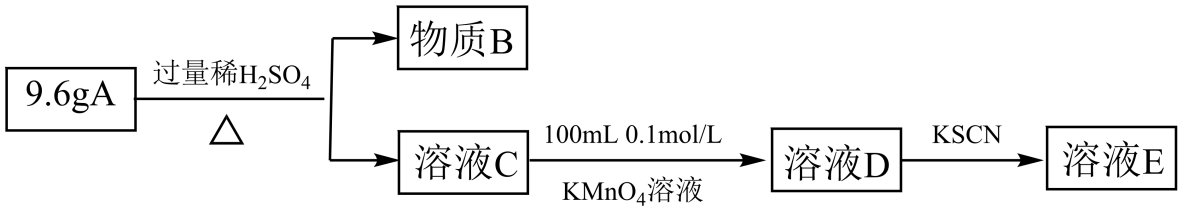 9.6gA
过量稀H₂SO₄
△
物质B
溶液C
100mL 0.1mol/L
KMnO₄溶液
溶液D
KSCN
溶液E